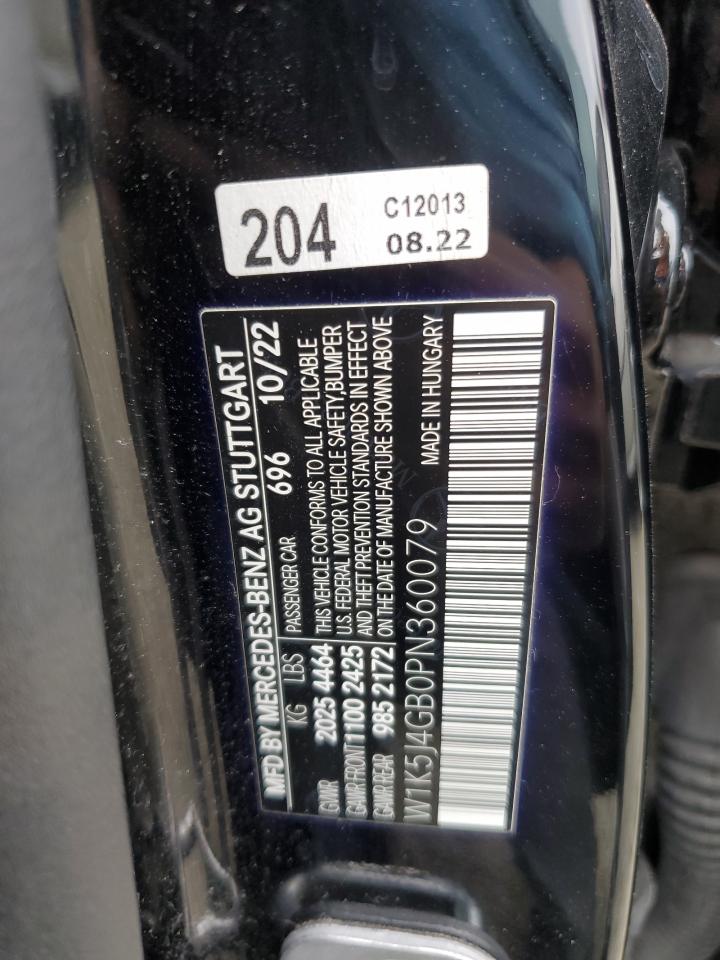 204
C12013
08.22
MFD BY MERCEDES-BENZ AG STUTTGART
KG LBS PASSENGER CAR 696 10/22
GVWR 2025 4464 THIS VEHICLE CONFORMS TO ALL APPLICABLE
U.S. FEDERAL MOTOR VEHICLE SAFETY,BUMPER
GAWR FRONT 1100 2425 AND THEFT PREVENTION STANDARDS IN EFFECT
GAWR REAR 985 2172 ON THE DATE OF MANUFACTURE SHOWN ABOVE
W1K5J4GB0PN360079 MADE IN HUNGARY